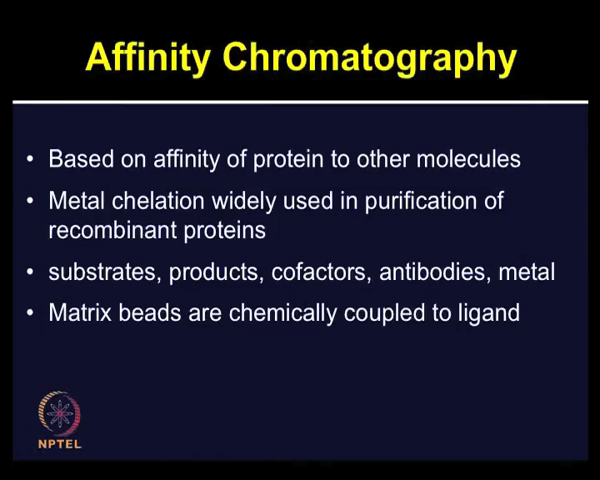 Affinity Chromatography
• Based on affinity of protein to other molecules
• Metal chelation widely used in purification of
recombinant proteins
• substrates, products, cofactors, antibodies, metal
• Matrix beads are chemically coupled to ligand
NPTEL